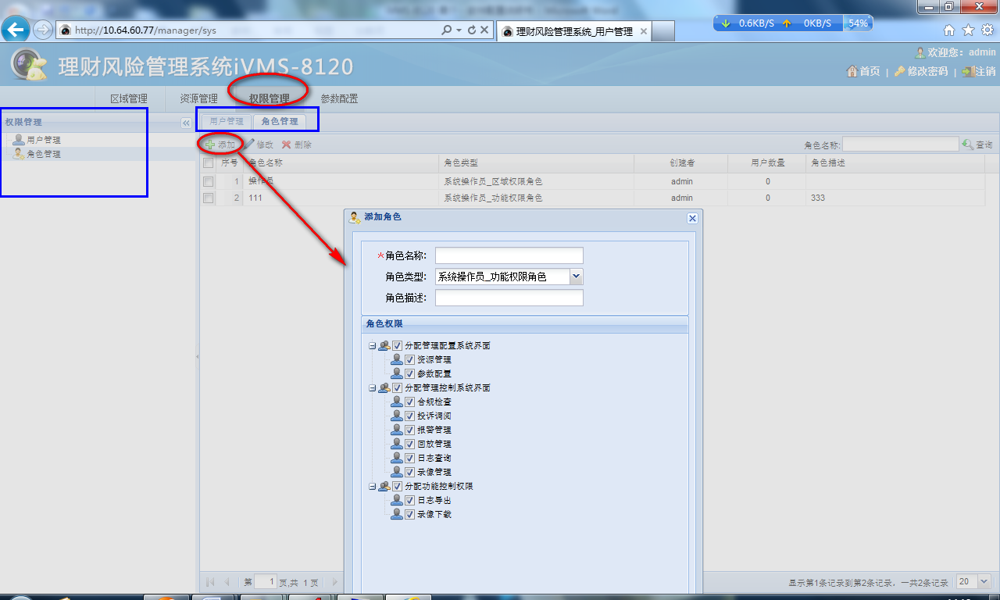 http://10.64.60.77/manager/sys
理财风险管理系统_用户管理
0.6KB/S 0KB/S 54%
理财风险管理系统iVMS-8120
欢迎您: admin
首页 | 修改密码 | 注销
区域管理 资源管理 权限管理 参数配置
权限管理
用户管理
角色管理
用户管理 角色管理
添加 修改 删除 角色名称: 查询
序号 角色名称 角色类型 创建者 用户数量 角色描述
1 操作员 系统操作员_区域权限角色 admin 0
2 111 系统操作员_功能权限角色 admin 0 333
添加角色
*角色名称:
角色类型: 系统操作员_功能权限角色
角色描述:
角色权限
分配管理配置系统界面
资源管理
参数配置
分配管理控制系统界面
合规检查
投诉调阅
报警管理
回放管理
日志查询
录像管理
分配功能控制权限
日志导出
录像下载
第 1 页,共 1 页 显示第1条记录到第2条记录，一共2条记录 20